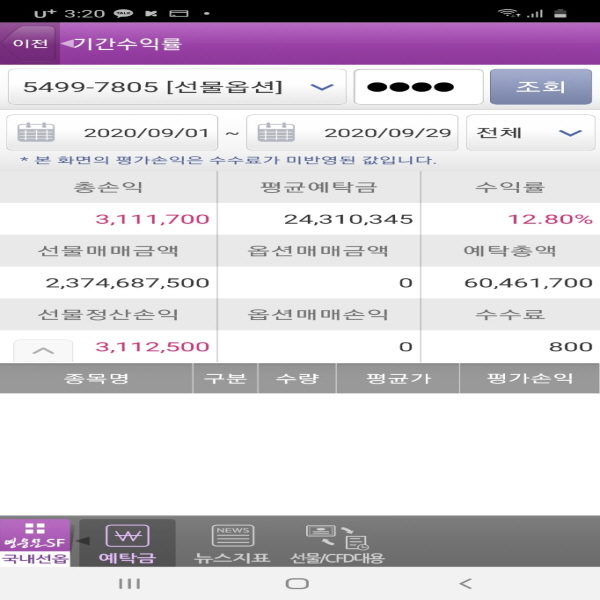 U+ 3:20 TALK
이전 기간수익률
5499-7805 [선물옵션] ●●●● 조회
2020/09/01 ~ 2020/09/29 전체
* 본 화면의 평가손익은 수수료가 미반영된 값입니다.
총손익 평균예탁금 수익률
3,111,700 24,310,345 12.80%
선물매매금액 옵션매매금액 예탁총액
2,374,687,500 0 60,461,700
선물정산손익 옵션매매손익 수수료
3,112,500 0 800
종목명 구분 수량 평균가 평가손익
영웅문SF NEWS
국내선옵 예탁금 뉴스지표 선물/CFD대용